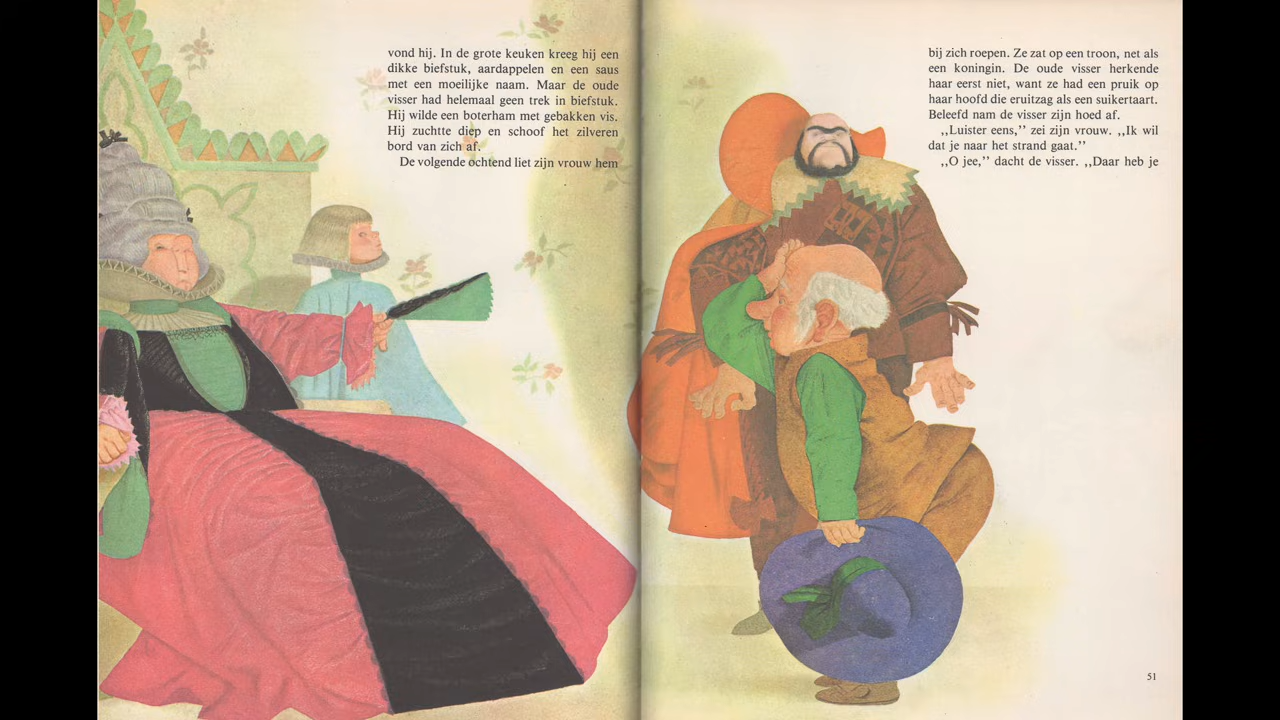 vond hij. In de grote keuken kreeg hij een
dikke biefstuk, aardappelen en een saus
met een moeilijke naam. Maar de oude
visser had helemaal geen trek in biefstuk.
Hij wilde een boterham met gebakken vis.
Hij zuchtte diep en schoof het zilveren
bord van zich af.
De volgende ochtend liet zijn vrouw hem
bij zich roepen. Ze zat op een troon, net als
een koningin. De oude visser herkende
haar eerst niet, want ze had een pruik op
haar hoofd die eruitzag als een suikertaart.
Beleefd nam de visser zijn hoed af.
„Luister eens,” zei zijn vrouw. „Ik wil
dat je naar het strand gaat.”
„O jee,” dacht de visser. „Daar heb je
51